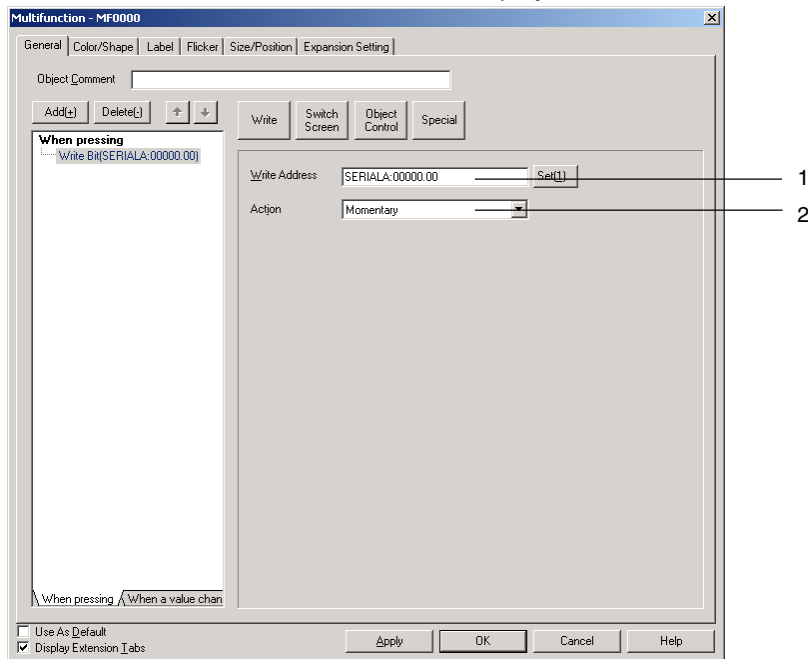 Multifunction - MF0000
General Color/Shape Label Flicker Size/Position Expansion Setting
Object Comment
Add(+) Delete(-)
Write Switch Screen Object Control Special
When pressing
Write Bit(SERIALA:00000.00)
Write Address SERIALA:00000.00 Set(1) 1
Action Momentary 2
When pressing When a value chan
Use As Default
Display Extension Tabs
Apply OK Cancel Help